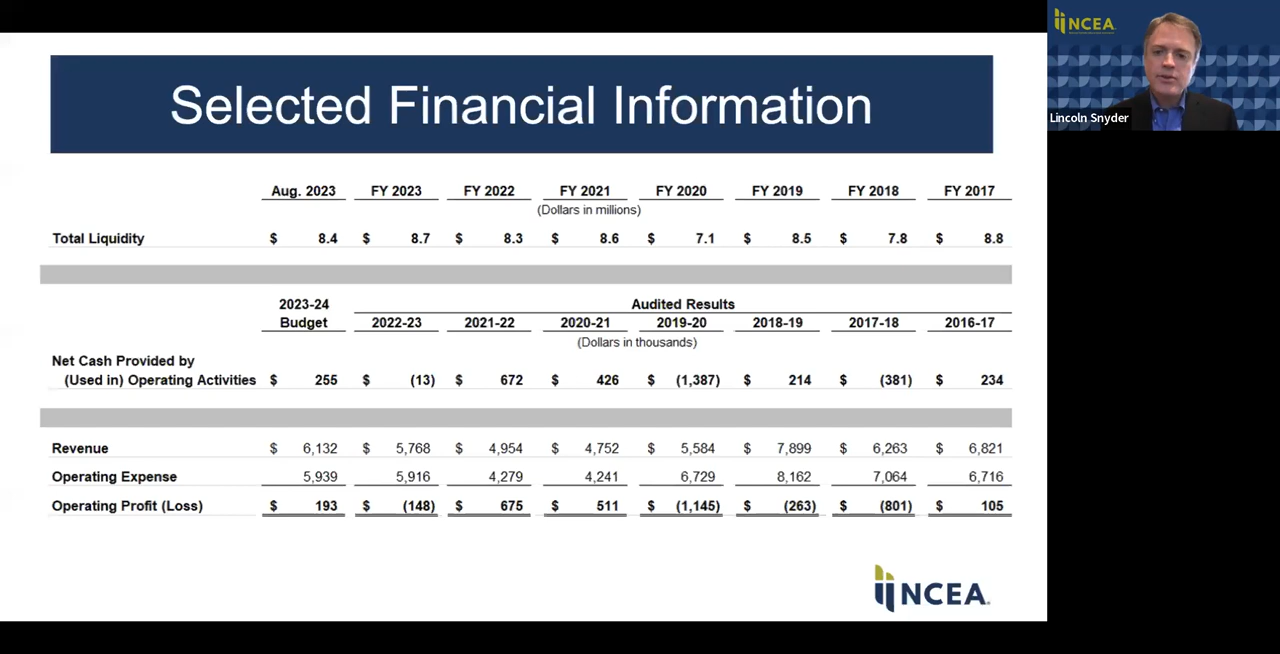 NCEA
Lincoln Snyder
Selected Financial Information
Aug. 2023 FY 2023 FY 2022 FY 2021 FY 2020 FY 2019 FY 2018 FY 2017
(Dollars in millions)
Total Liquidity $ 8.4 $ 8.7 $ 8.3 $ 8.6 $ 7.1 $ 8.5 $ 7.8 $ 8.8
2023-24 Audited Results
Budget 2022-23 2021-22 2020-21 2019-20 2018-19 2017-18 2016-17
(Dollars in thousands)
Net Cash Provided by
(Used in) Operating Activities $ 255 $ (13) $ 672 $ 426 $ (1,387) $ 214 $ (381) $ 234
Revenue $ 6,132 $ 5,768 $ 4,954 $ 4,752 $ 5,584 $ 7,899 $ 6,263 $ 6,821
Operating Expense 5,939 5,916 4,279 4,241 6,729 8,162 7,064 6,716
Operating Profit (Loss) $ 193 $ (148) $ 675 $ 511 $ (1,145) $ (263) $ (801) $ 105
NCEA